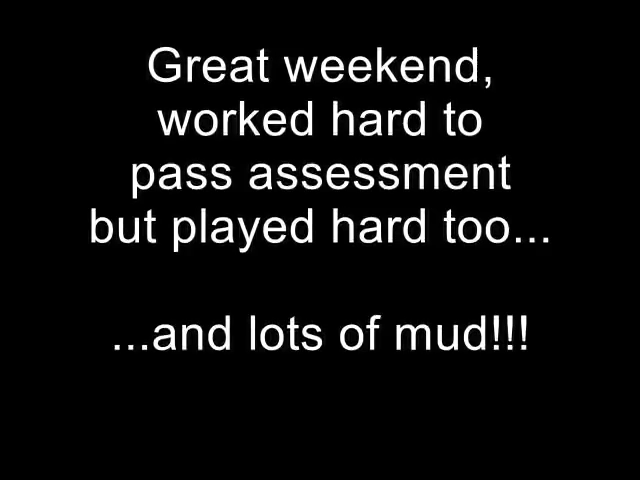 Great weekend,
worked hard to
pass assessment
but played hard too...
...and lots of mud!!!